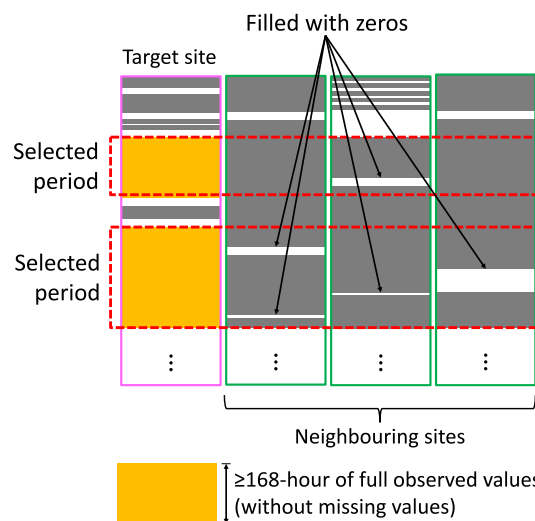 Filled with zeros
Target site
Selected
period
Selected
period
⋮ ⋮ ⋮ ⋮
Neighbouring sites
≥168-hour of full observed values
(without missing values)